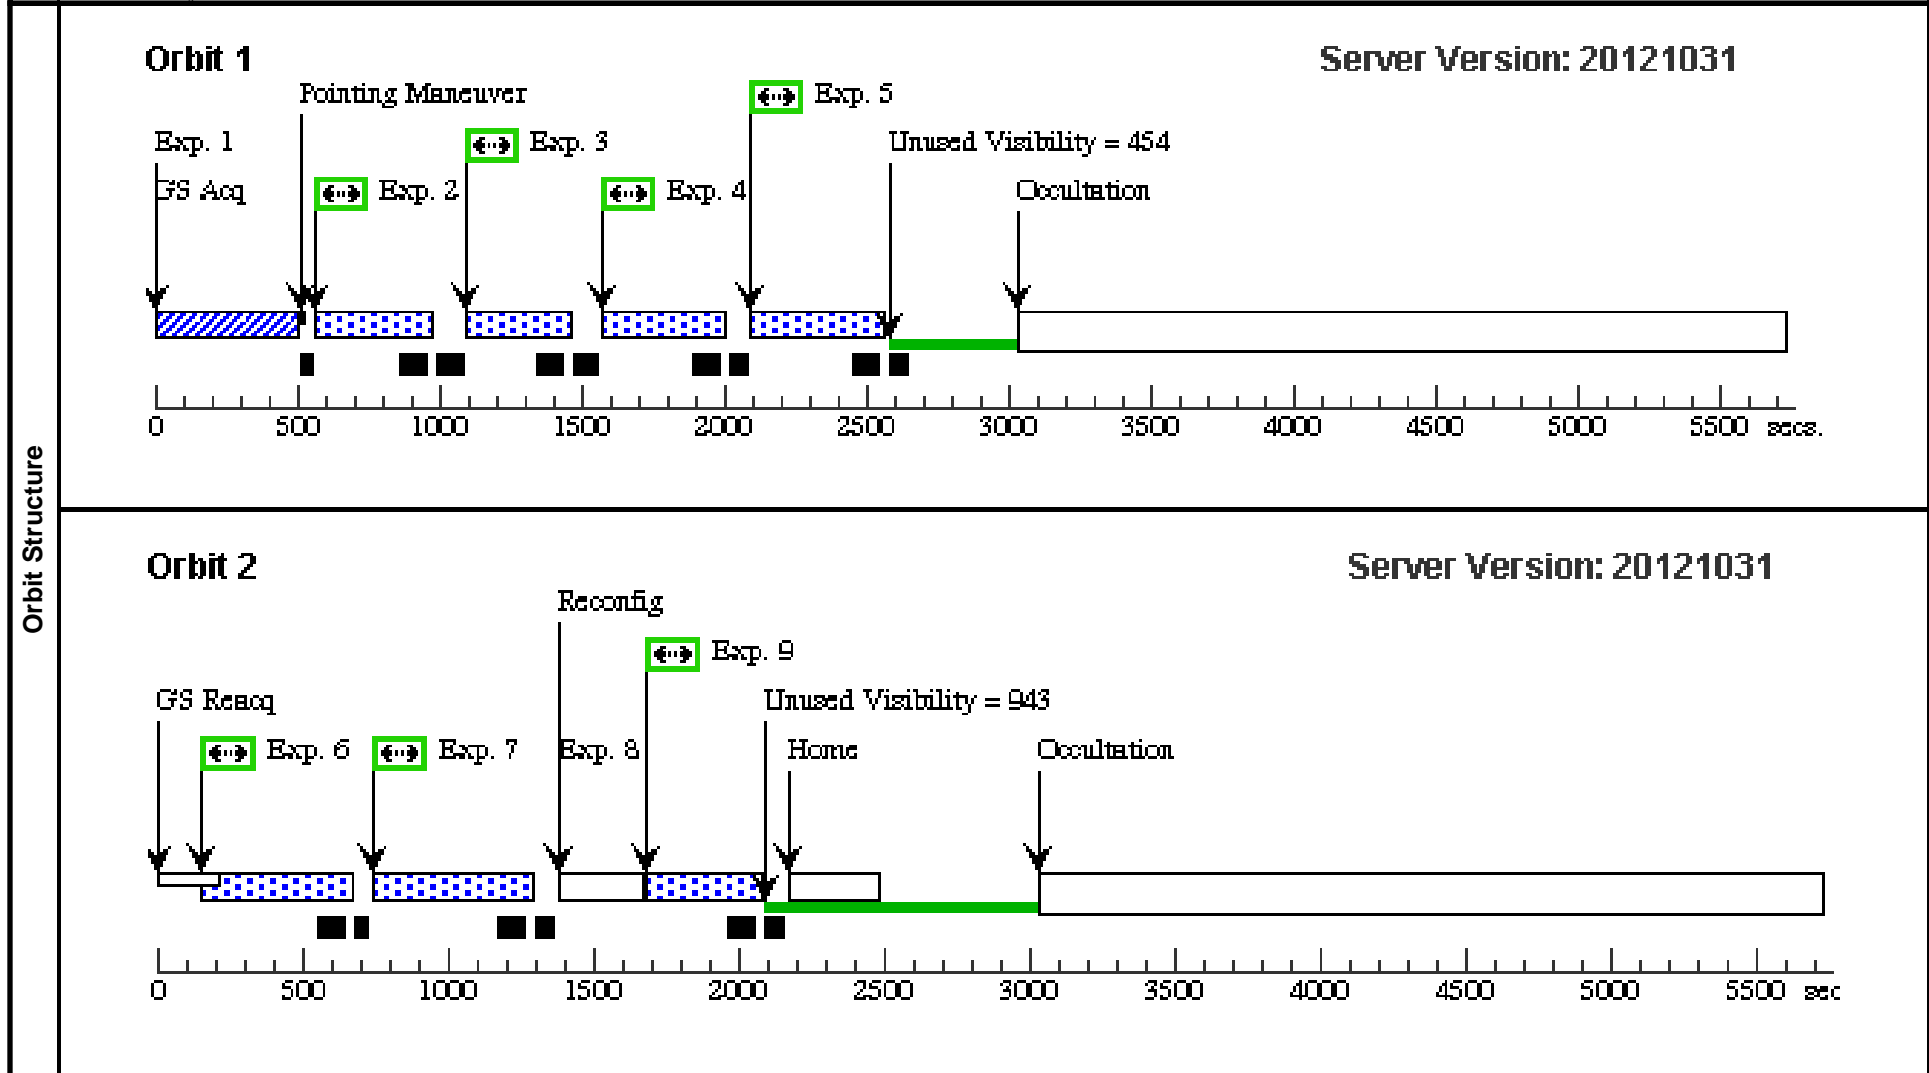 Orbit Structure
Orbit 1
Server Version: 20121031
Pointing Maneuver
Exp. 5
Exp. 1
Exp. 3
Unused Visibility = 454
GS Acq
Exp. 2
Exp. 4
Occultation
0 500 1000 1500 2000 2500 3000 3500 4000 4500 5000 5500 secs.
Orbit 2
Server Version: 20121031
Reconfig
Exp. 9
GS Reacq
Unused Visibility = 943
Exp. 6
Exp. 7
Exp. 8
Home
Occultation
0 500 1000 1500 2000 2500 3000 3500 4000 4500 5000 5500 sec